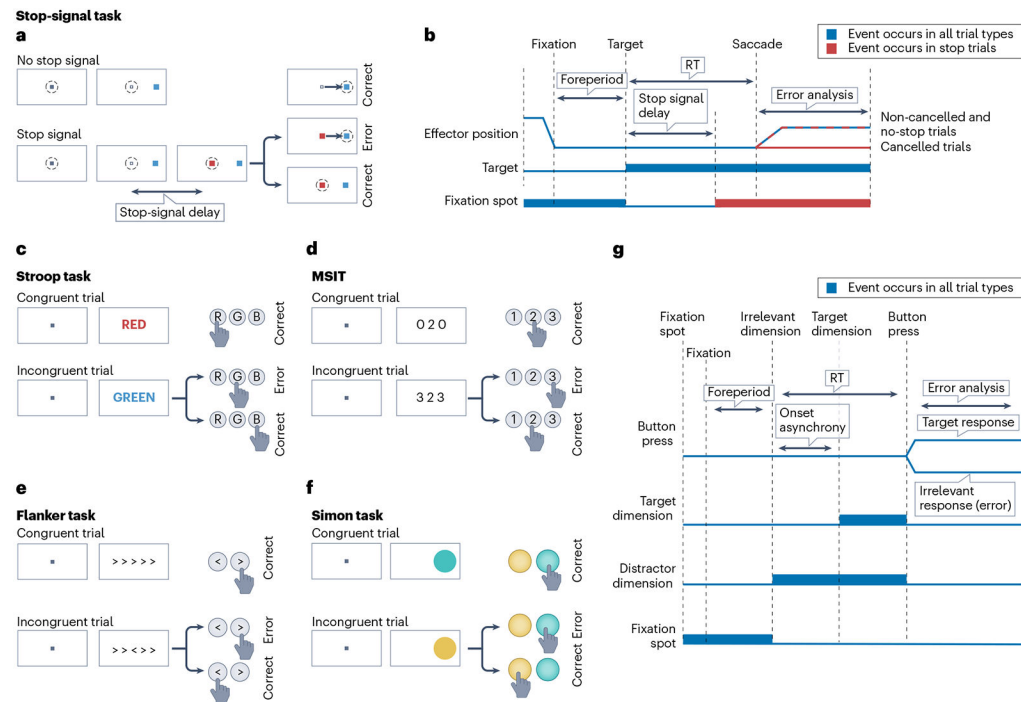 Stop-signal task
a
No stop signal
Correct
Stop signal
Error
Correct
Stop-signal delay
b
Event occurs in all trial types
Event occurs in stop trials
Fixation
Target
Saccade
RT
Foreperiod
Error analysis
Stop signal
delay
Effector position
Non-cancelled and
no-stop trials
Cancelled trials
Target
Fixation spot
c
Stroop task
Congruent trial
RED
R G B
Correct
Incongruent trial
GREEN
R G B
Error
R G B
Correct
d
MSIT
Congruent trial
0 2 0
1 2 3
Correct
Incongruent trial
3 2 3
1 2 3
Error
1 2 3
Correct
e
Flanker task
Congruent trial
> > > > >
< >
Correct
Incongruent trial
> > < > >
< >
Error
< >
Correct
f
Simon task
Congruent trial
Correct
Incongruent trial
Error
Correct
g
Event occurs in all trial types
Fixation
spot
Irrelevant
dimension
Target
dimension
Button
press
Fixation
RT
Foreperiod
Error analysis
Onset
asynchrony
Target response
Button
press
Irrelevant
response (error)
Target
dimension
Distractor
dimension
Fixation
spot